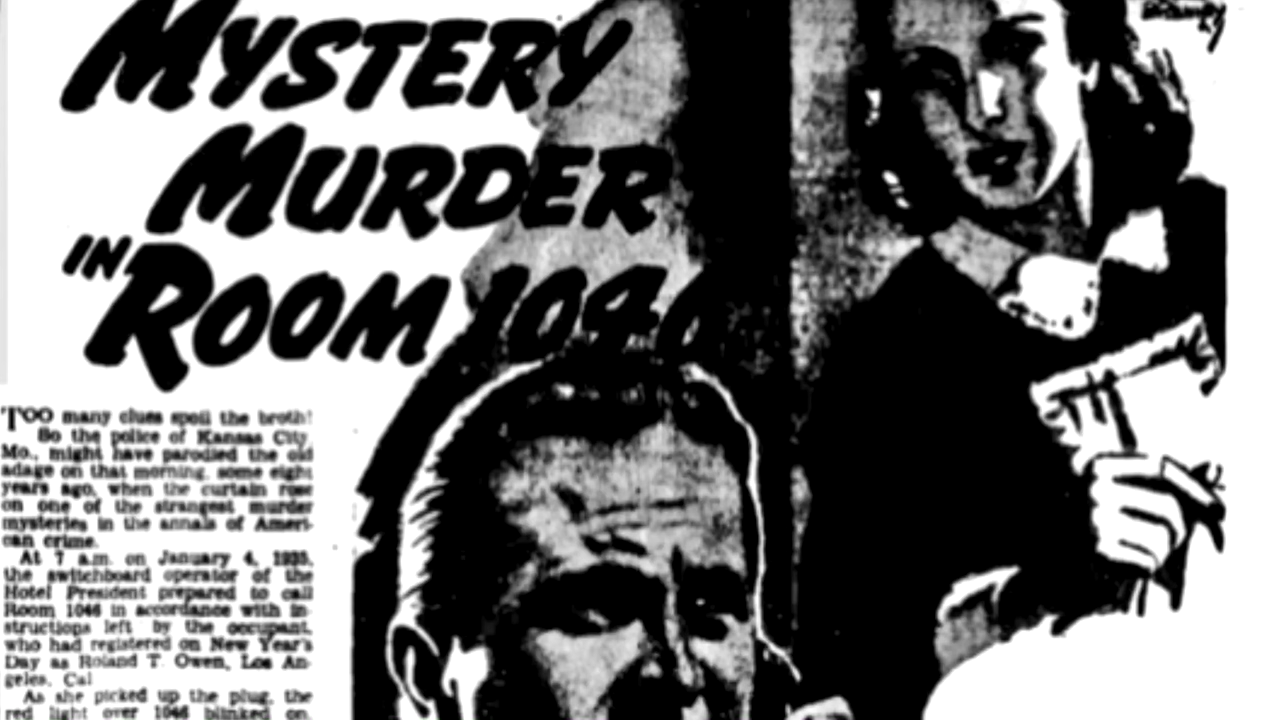 MYSTERY
MURDER
IN
ROOM 1046
TOO many clues spoil the broth!
So the police of Kansas City,
Mo., might have parodied the old
adage on that morning, some eight
years ago, when the curtain rose
on one of the strangest murder
mysteries in the annals of Ameri-
can crime.
At 7 a.m. on January 4, 1935,
the switchboard operator of the
Hotel President prepared to call
Room 1046 in accordance with in-
structions left by the occupant,
who had registered on New Year's
Day as Roland T. Owen, Los An-
geles, Cal
As she picked up the plug, the
red light over 1046 blinked on,